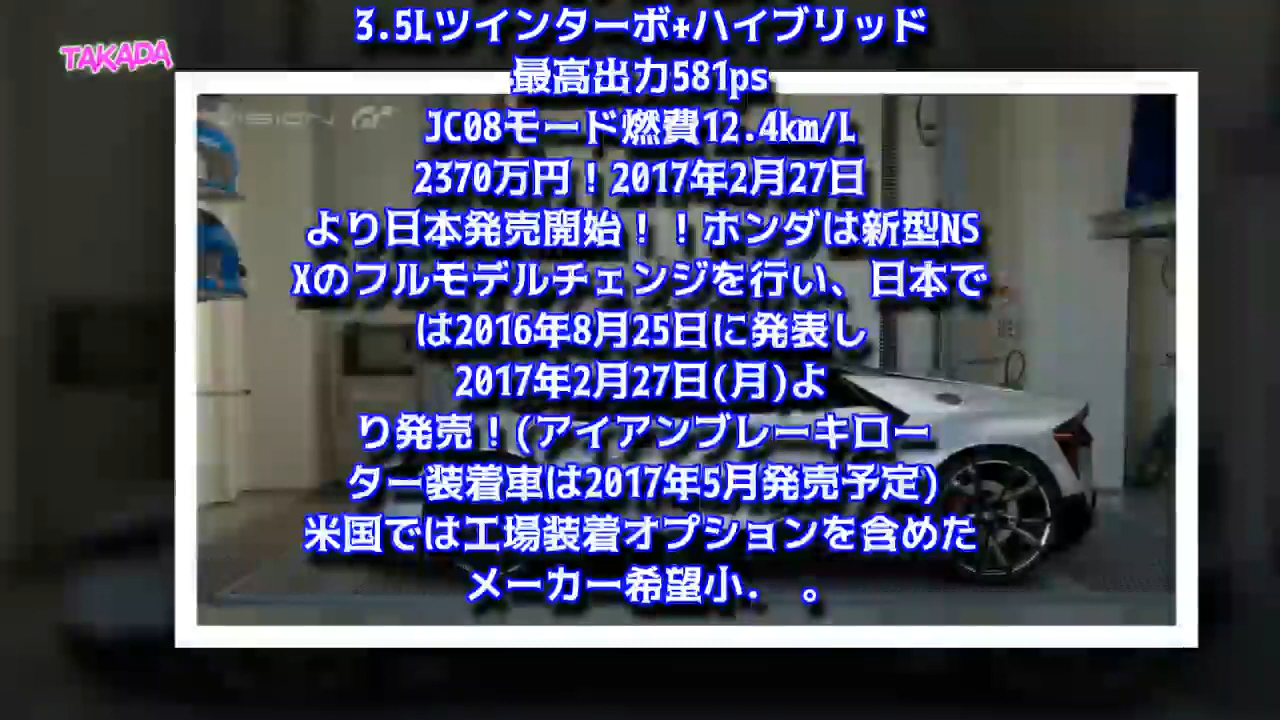 3.5Lツインターボ+ハイブリッド
TAKADA
最高出力581ps
VISION GT
JC08モード燃費12.4km/L
2370万円！2017年2月27日
より日本発売開始！！ホンダは新型NS
Xのフルモデルチェンジを行い、日本で
は2016年8月25日に発表し
2017年2月27日(月)よ
り発売！(アイアンブレーキロー
ター装着車は2017年5月発売予定)
米国では工場装着オプションを含めた
メーカー希望小． 。